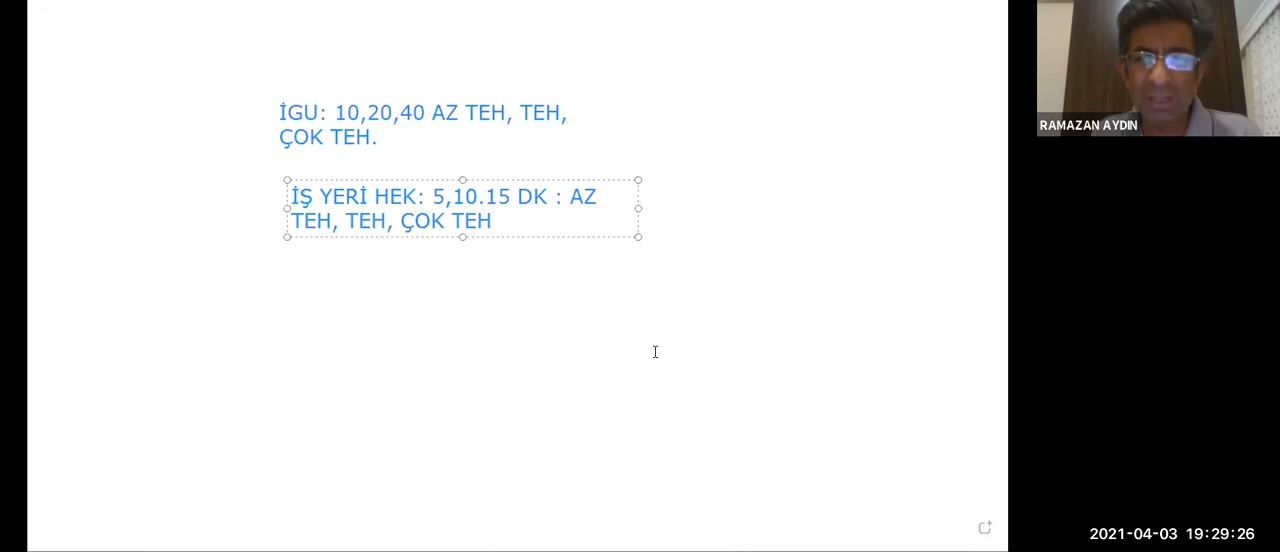 İGU: 10,20,40 AZ TEH, TEH,
ÇOK TEH.
İŞ YERİ HEK: 5,10.15 DK : AZ
TEH, TEH, ÇOK TEH
RAMAZAN AYDIN
2021-04-03 19:29:26